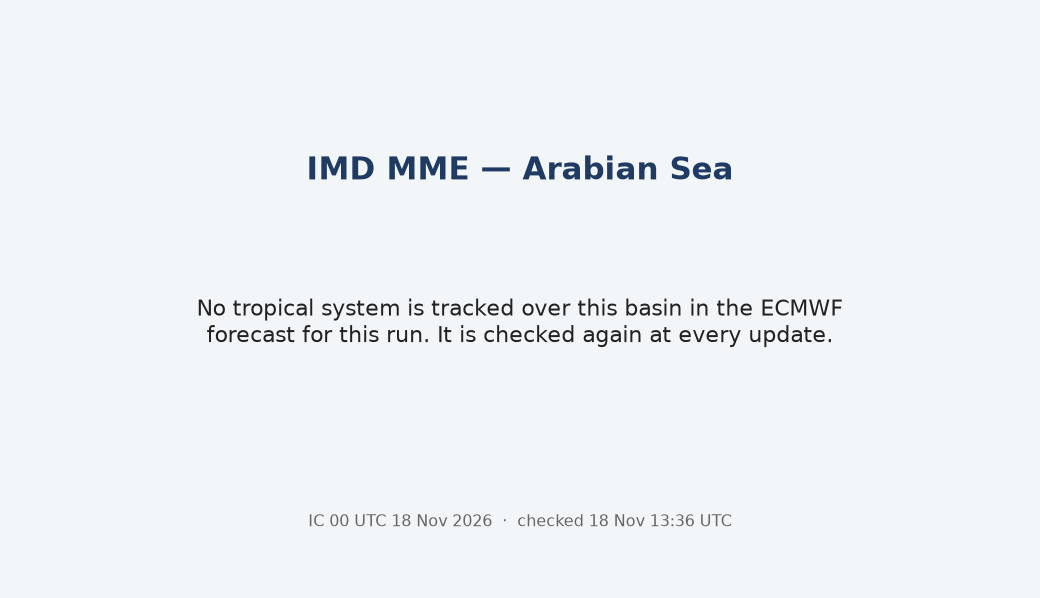 IMD MME — Arabian Sea
No tropical system is tracked over this basin in the ECMWF
forecast for this run. It is checked again at every update.
IC 00 UTC 18 Nov 2026 · checked 18 Nov 13:36 UTC